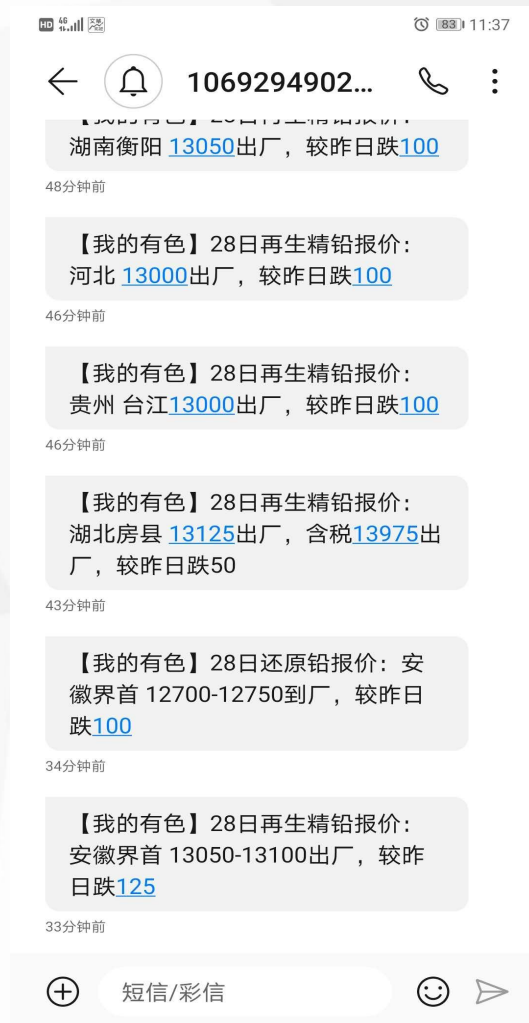 HD 4G 83 11:37
1069294902...
湖南衡阳 13050出厂，较昨日跌100
48分钟前
【我的有色】28日再生精铅报价：
河北 13000出厂，较昨日跌100
46分钟前
【我的有色】28日再生精铅报价：
贵州 台江13000出厂，较昨日跌100
46分钟前
【我的有色】28日再生精铅报价：
湖北房县 13125出厂，含税13975出
厂，较昨日跌50
43分钟前
【我的有色】28日还原铅报价：安
徽界首 12700-12750到厂，较昨日
跌100
34分钟前
【我的有色】28日再生精铅报价：
安徽界首 13050-13100出厂，较昨
日跌125
33分钟前
短信/彩信